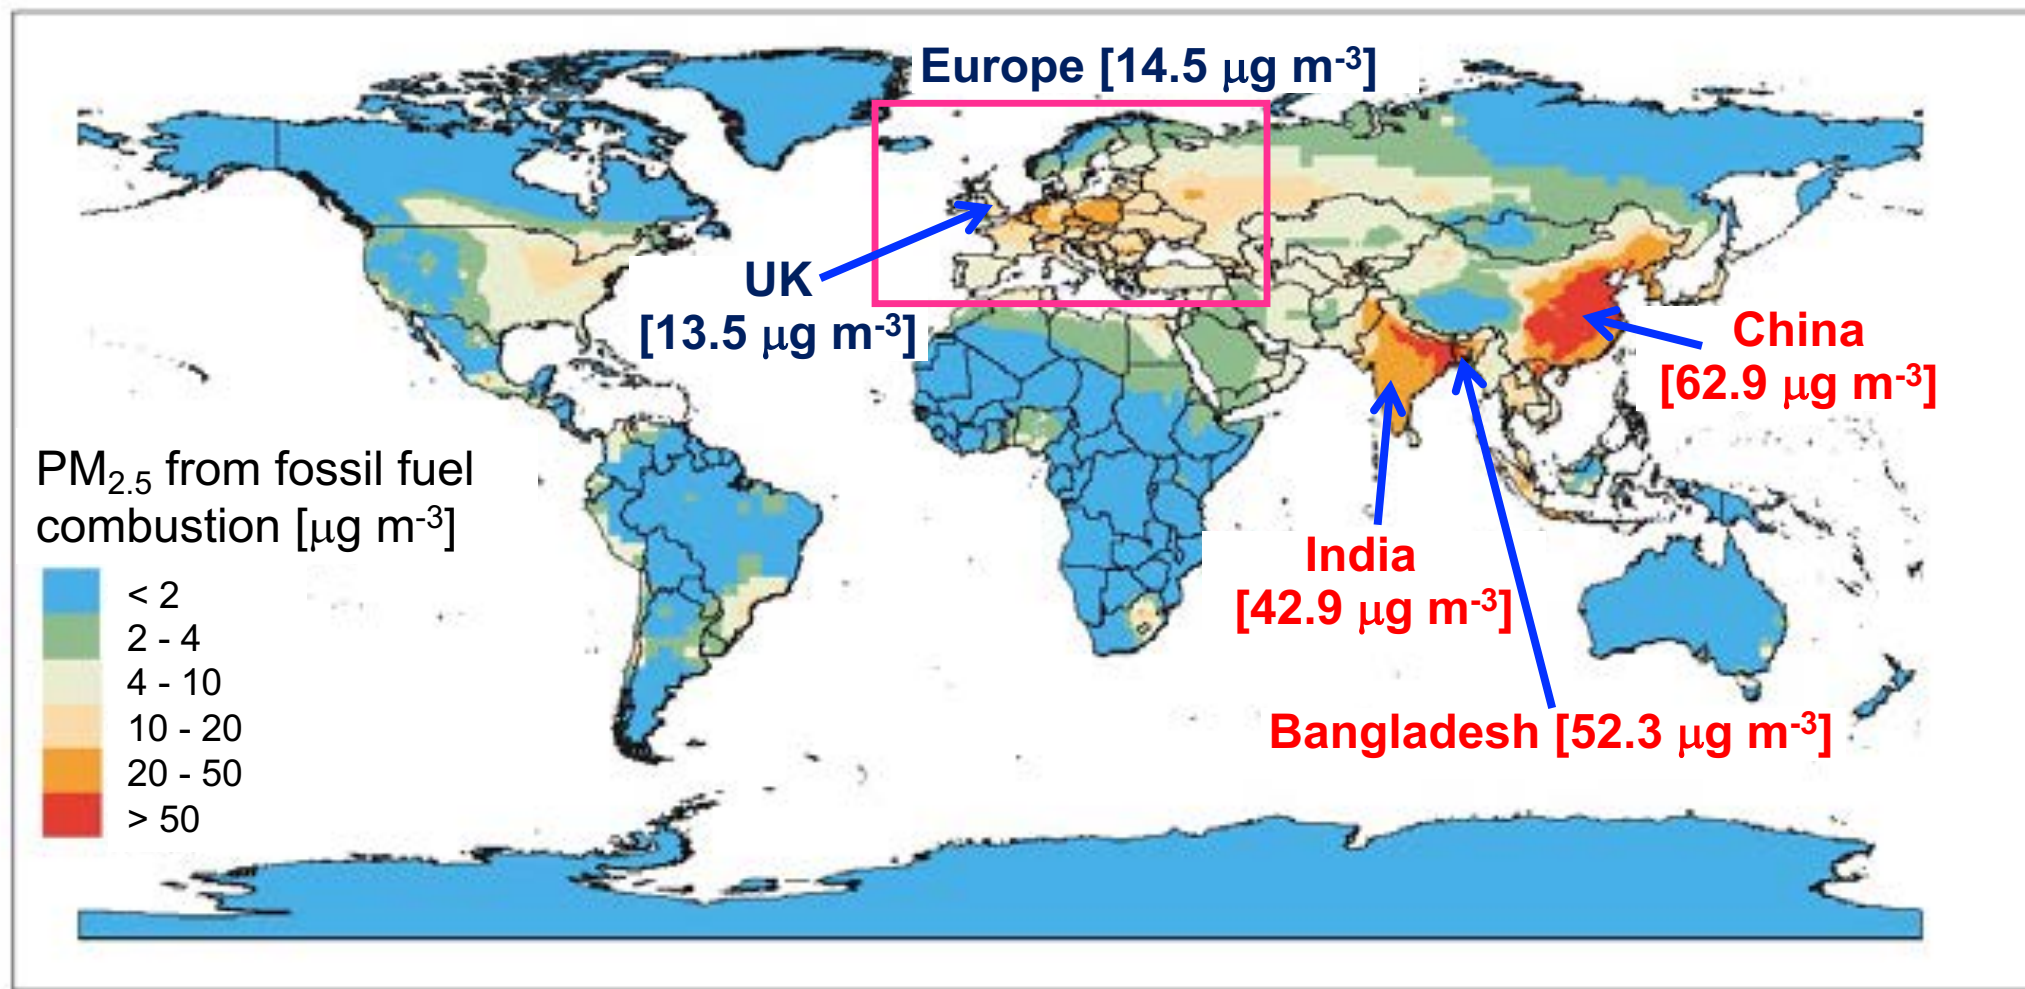 Europe [14.5 μg m⁻³]
UK
[13.5 μg m⁻³]
China
[62.9 μg m⁻³]
PM₂.₅ from fossil fuel
combustion [μg m⁻³]
India
[42.9 μg m⁻³]
Bangladesh [52.3 μg m⁻³]
< 2
2 - 4
4 - 10
10 - 20
20 - 50
> 50